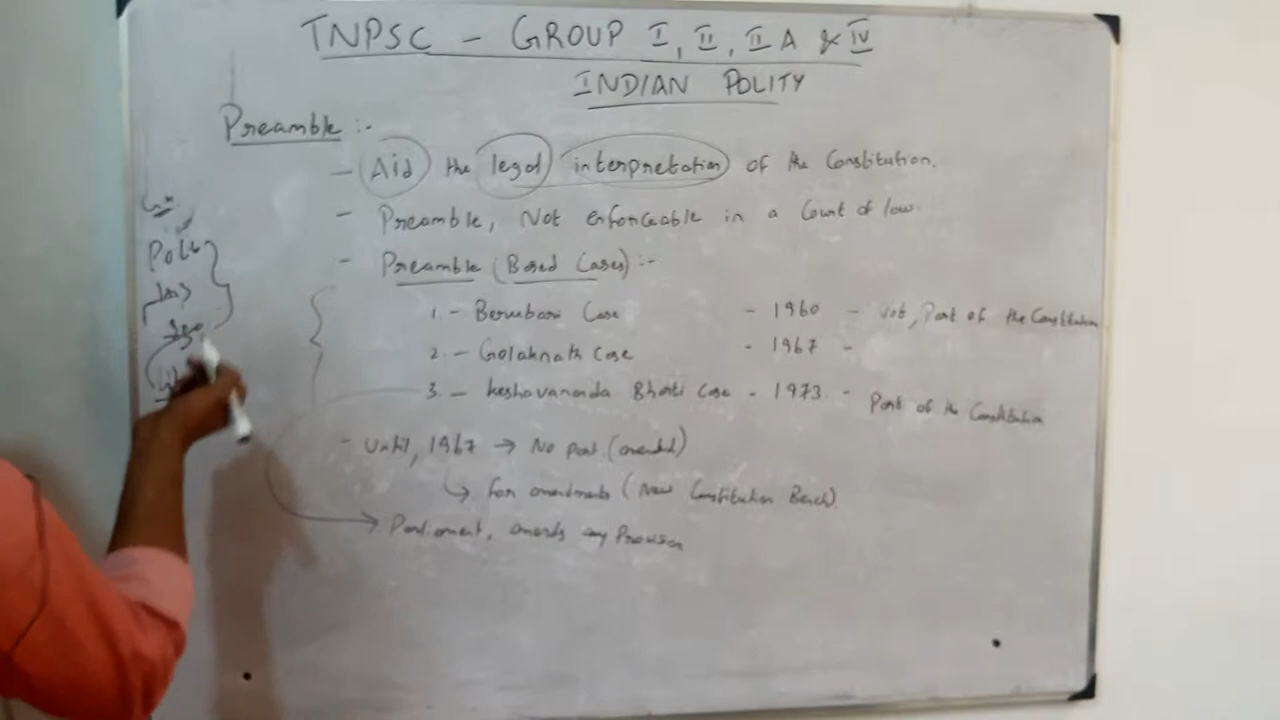 TNPSC - GROUP I, II, II A & IV
INDIAN POLITY
Preamble :-
- Aid the legal interpretation of the Constitution.
- Preamble, Not enforceable in a Court of law.
- Preamble (Based Cases) :-
1. - Berubari Case - 1960 - not, Part of the Constitution
2. - Golaknath Case - 1967 -
3. - Keshavananda Bharti Case - 1973. - Part of the Constitution
- Until, 1967 → No part (amended)
↳ For amendments (New Constitution Bench).
→ Parliament, amends any Provision